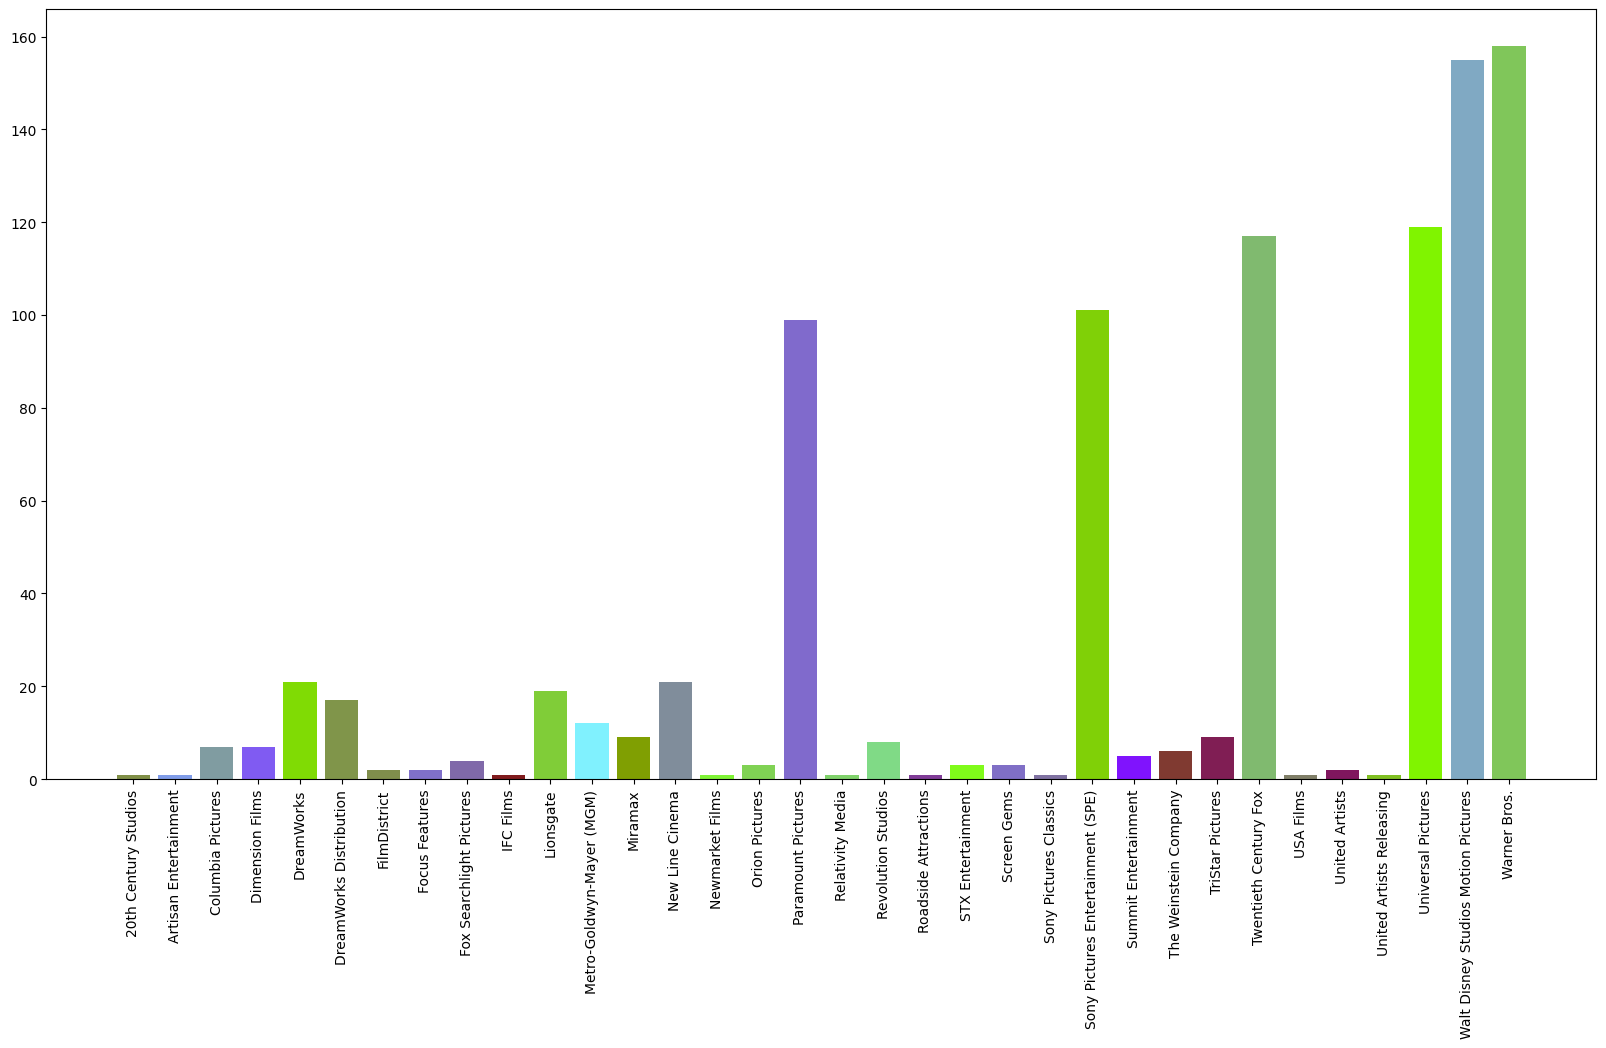 160
140
120
100
80
60
40
20
0
20th Century Studios
Artisan Entertainment
Columbia Pictures
Dimension Films
DreamWorks
DreamWorks Distribution
FilmDistrict
Focus Features
Fox Searchlight Pictures
IFC Films
Lionsgate
Metro-Goldwyn-Mayer (MGM)
Miramax
New Line Cinema
Newmarket Films
Orion Pictures
Paramount Pictures
Relativity Media
Revolution Studios
Roadside Attractions
STX Entertainment
Screen Gems
Sony Pictures Classics
Sony Pictures Entertainment (SPE)
Summit Entertainment
The Weinstein Company
TriStar Pictures
Twentieth Century Fox
USA Films
United Artists
United Artists Releasing
Universal Pictures
Walt Disney Studios Motion Pictures
Warner Bros.